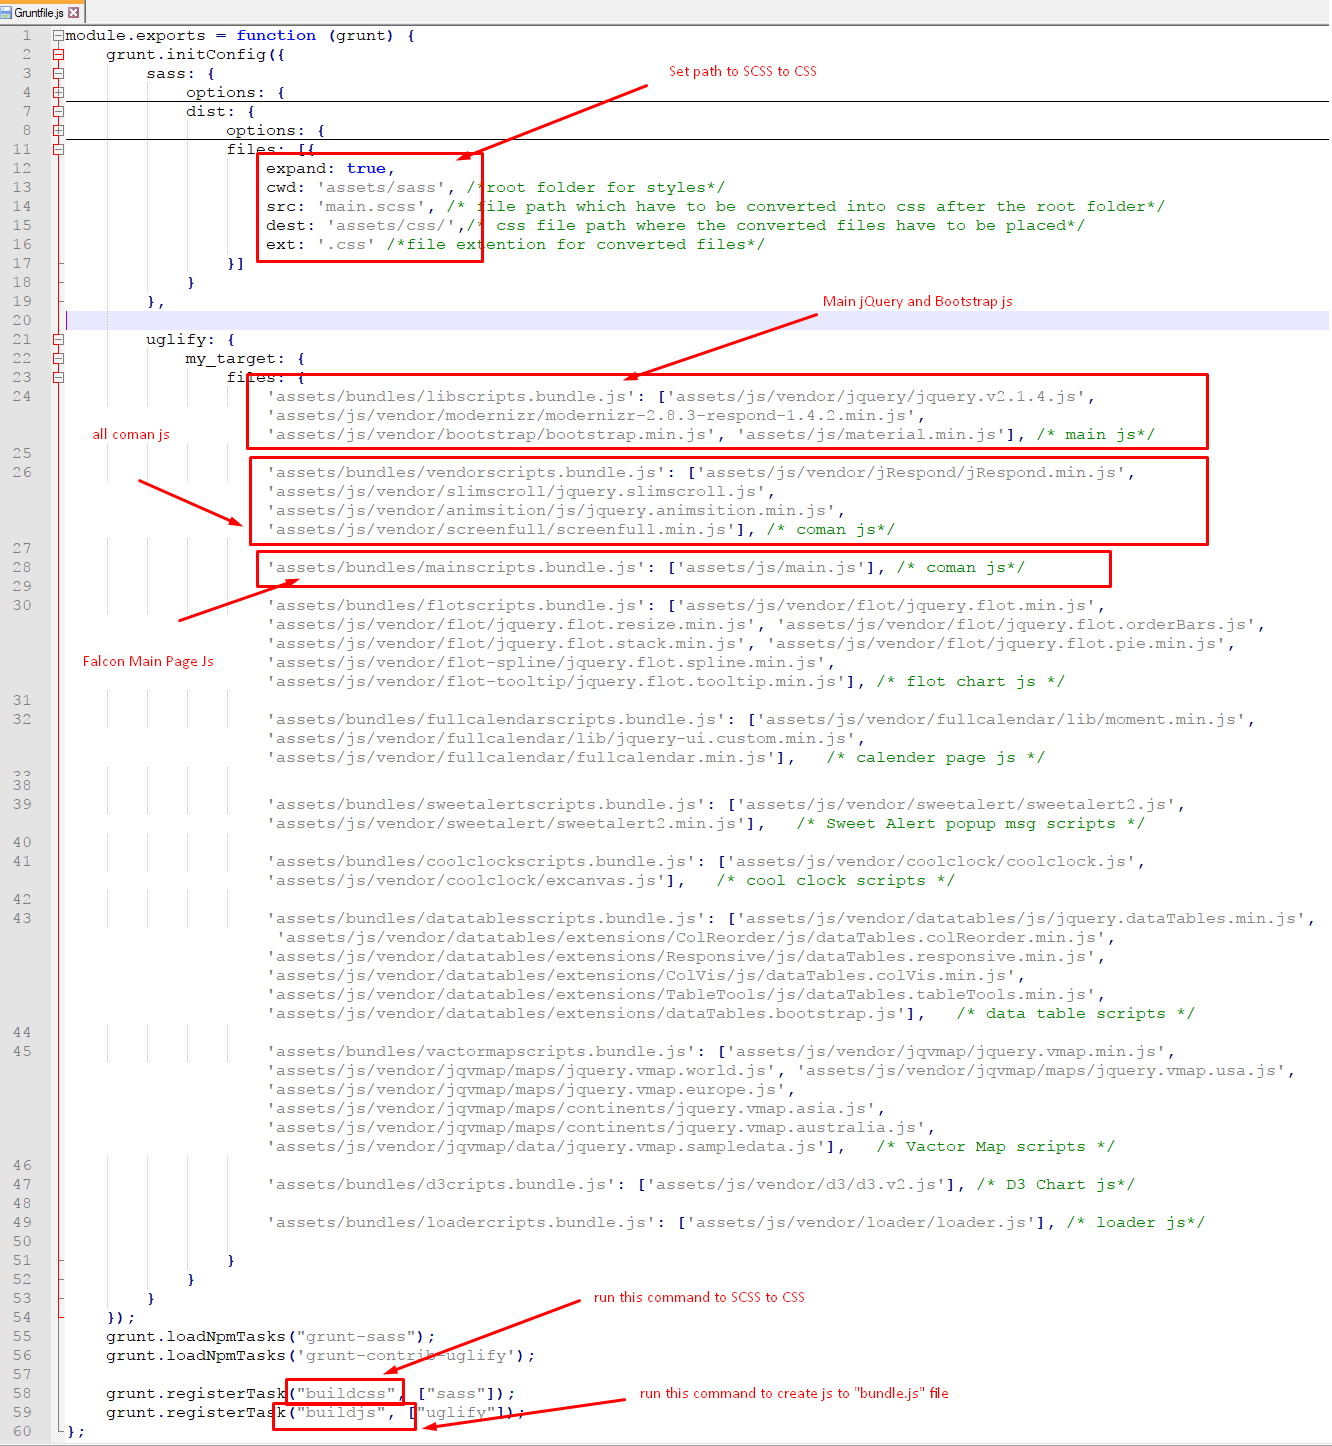 Gruntfile.js
1 module.exports = function (grunt) {
2 grunt.initConfig({
3 sass: {
Set path to SCSS to CSS
4 options: {
7 dist: {
8 options: {
11 files: [{
12 expand: true,
13 cwd: 'assets/sass', /*root folder for styles*/
14 src: 'main.scss', /* file path which have to be converted into css after the root folder*/
15 dest: 'assets/css/',/* css file path where the converted files have to be placed*/
16 ext: '.css' /*file extention for converted files*/
17 }]
18 }
19 },
Main jQuery and Bootstrap js
20
21 uglify: {
22 my_target: {
23 files: {
24 'assets/bundles/libscripts.bundle.js': ['assets/js/vendor/jquery/jquery.v2.1.4.js',
'assets/js/vendor/modernizr/modernizr-2.8.3-respond-1.4.2.min.js',
all coman js
'assets/js/vendor/bootstrap/bootstrap.min.js', 'assets/js/material.min.js'], /* main js*/
25
26 'assets/bundles/vendorscripts.bundle.js': ['assets/js/vendor/jRespond/jRespond.min.js',
'assets/js/vendor/slimscroll/jquery.slimscroll.js',
'assets/js/vendor/animsition/js/jquery.animsition.min.js',
'assets/js/vendor/screenfull/screenfull.min.js'], /* coman js*/
27
28 'assets/bundles/mainscripts.bundle.js': ['assets/js/main.js'], /* coman js*/
29
30 'assets/bundles/flotscripts.bundle.js': ['assets/js/vendor/flot/jquery.flot.min.js',
'assets/js/vendor/flot/jquery.flot.resize.min.js', 'assets/js/vendor/flot/jquery.flot.orderBars.js',
'assets/js/vendor/flot/jquery.flot.stack.min.js', 'assets/js/vendor/flot/jquery.flot.pie.min.js',
Falcon Main Page Js
'assets/js/vendor/flot-spline/jquery.flot.spline.min.js',
'assets/js/vendor/flot-tooltip/jquery.flot.tooltip.min.js'], /* flot chart js */
31
32 'assets/bundles/fullcalendarscripts.bundle.js': ['assets/js/vendor/fullcalendar/lib/moment.min.js',
'assets/js/vendor/fullcalendar/lib/jquery-ui.custom.min.js',
'assets/js/vendor/fullcalendar/fullcalendar.min.js'], /* calender page js */
33
38
39 'assets/bundles/sweetalertscripts.bundle.js': ['assets/js/vendor/sweetalert/sweetalert2.js',
'assets/js/vendor/sweetalert/sweetalert2.min.js'], /* Sweet Alert popup msg scripts */
40
41 'assets/bundles/coolclockscripts.bundle.js': ['assets/js/vendor/coolclock/coolclock.js',
'assets/js/vendor/coolclock/excanvas.js'], /* cool clock scripts */
42
43 'assets/bundles/datatablesscripts.bundle.js': ['assets/js/vendor/datatables/js/jquery.dataTables.min.js',
'assets/js/vendor/datatables/extensions/ColReorder/js/dataTables.colReorder.min.js',
'assets/js/vendor/datatables/extensions/Responsive/js/dataTables.responsive.min.js',
'assets/js/vendor/datatables/extensions/ColVis/js/dataTables.colVis.min.js',
'assets/js/vendor/datatables/extensions/TableTools/js/dataTables.tableTools.min.js',
'assets/js/vendor/datatables/extensions/dataTables.bootstrap.js'], /* data table scripts */
44
45 'assets/bundles/vactormapscripts.bundle.js': ['assets/js/vendor/jqvmap/jquery.vmap.min.js',
'assets/js/vendor/jqvmap/maps/jquery.vmap.world.js', 'assets/js/vendor/jqvmap/maps/jquery.vmap.usa.js',
'assets/js/vendor/jqvmap/maps/jquery.vmap.europe.js',
'assets/js/vendor/jqvmap/maps/continents/jquery.vmap.asia.js',
'assets/js/vendor/jqvmap/maps/continents/jquery.vmap.australia.js',
'assets/js/vendor/jqvmap/data/jquery.vmap.sampledata.js'], /* Vactor Map scripts */
46
47 'assets/bundles/d3cripts.bundle.js': ['assets/js/vendor/d3/d3.v2.js'], /* D3 Chart js*/
48
49 'assets/bundles/loadercripts.bundle.js': ['assets/js/vendor/loader/loader.js'], /* loader js*/
50
51 }
52 }
53 }
run this command to SCSS to CSS
54 });
55 grunt.loadNpmTasks("grunt-sass");
56 grunt.loadNpmTasks('grunt-contrib-uglify');
57
58 grunt.registerTask("buildcss", ["sass"]);
run this command to create js to "bundle.js" file
59 grunt.registerTask("buildjs", ["uglify"]);
60 };